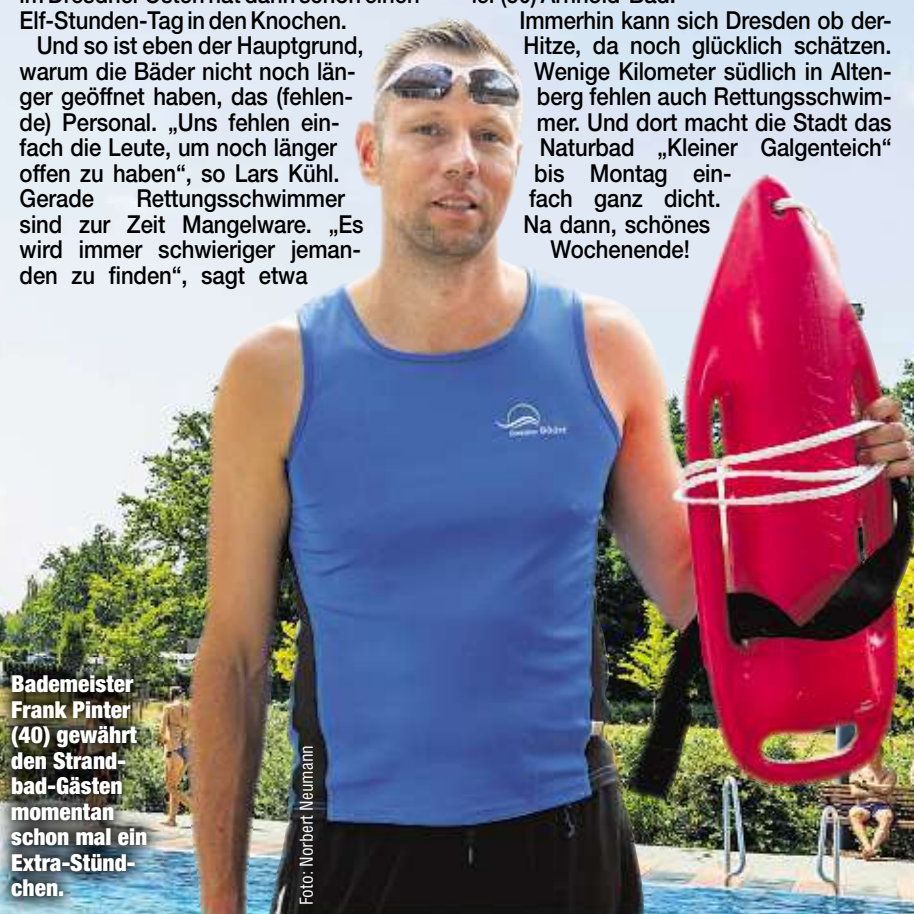 Elf-Stunden-Tag in den Knochen.
Und so ist eben der Hauptgrund,
warum die Bäder nicht noch län-
ger geöffnet haben, das (fehlen-
de) Personal. „Uns fehlen ein-
fach die Leute, um noch länger
offen zu haben“, so Lars Kühl.
Gerade Rettungsschwimmer
sind zur Zeit Mangelware. „Es
wird immer schwieriger jeman-
den zu finden“, sagt etwa
Immerhin kann sich Dresden ob der-
Hitze, da noch glücklich schätzen.
Wenige Kilometer südlich in Alten-
berg fehlen auch Rettungsschwim-
mer. Und dort macht die Stadt das
Naturbad „Kleiner Galgenteich“
bis Montag ein-
fach ganz dicht.
Na dann, schönes
Wochenende!
Bäder
Bademeister
Frank Pinter
(40) gewährt
den Strand-
bad-Gästen
momentan
schon mal ein
Extra-Stünd-
chen.
Foto: Norbert Neumann